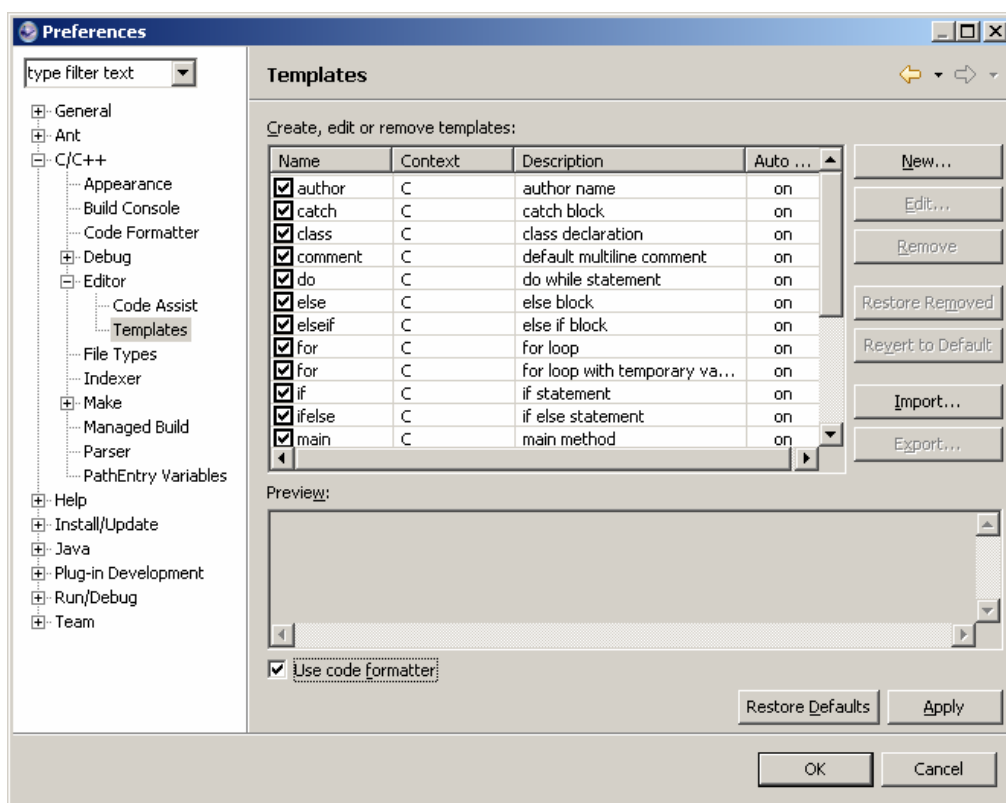 Preferences
type filter text
General
Ant
C/C++
Appearance
Build Console
Code Formatter
Debug
Editor
Code Assist
Templates
File Types
Indexer
Make
Managed Build
Parser
PathEntry Variables
Help
Install/Update
Java
Plug-in Development
Run/Debug
Team
Templates
Create, edit or remove templates:
Name Context Description Auto ...
author C author name on
catch C catch block on
class C class declaration on
comment C default multiline comment on
do C do while statement on
else C else block on
elseif C else if block on
for C for loop on
for C for loop with temporary va... on
if C if statement on
ifelse C if else statement on
main C main method on
New...
Edit...
Remove
Restore Removed
Revert to Default
Import...
Export...
Preview:
Use code formatter
Restore Defaults Apply
OK Cancel